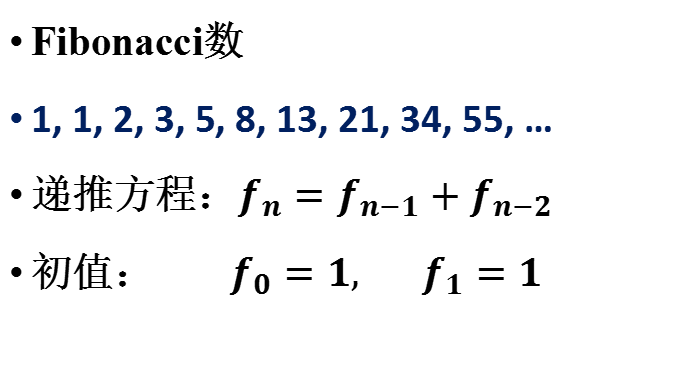 • Fibonacci数
• 1, 1, 2, 3, 5, 8, 13, 21, 34, 55, …
• 递推方程：fₙ = fₙ₋₁ + fₙ₋₂
• 初值： f₀ = 1, f₁ = 1